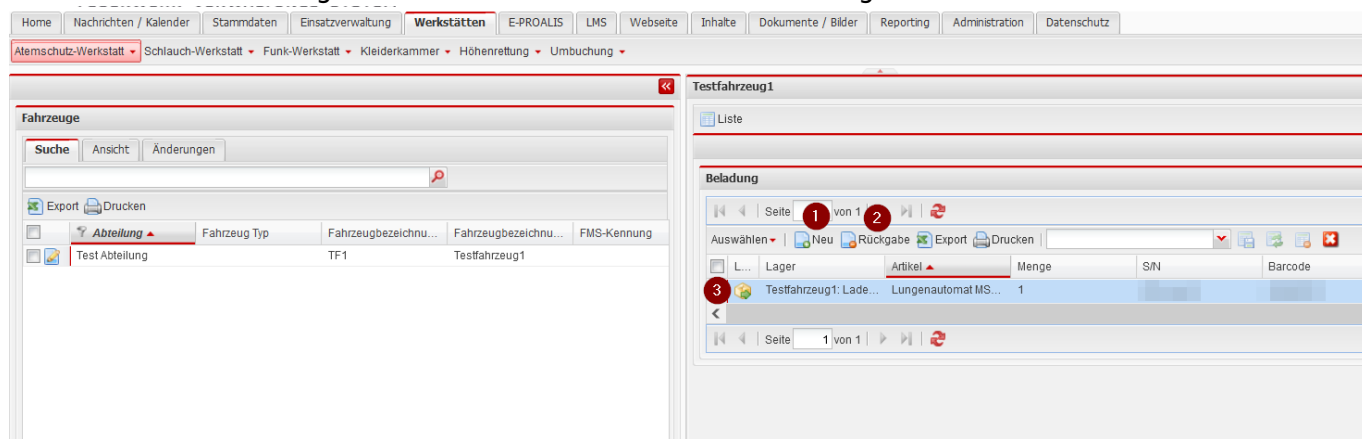 Home Nachrichten / Kalender Stammdaten Einsatzverwaltung Werkstätten E-PROALIS LMS Webseite Inhalte Dokumente / Bilder Reporting Administration Datenschutz
Atemschutz-Werkstatt Schlauch-Werkstatt Funk-Werkstatt Kleiderkammer Höhenrettung Umbuchung
Testfahrzeug1
Fahrzeuge
Liste
Suche Ansicht Änderungen
Beladung
Export Drucken
Seite 1 von 1 2
Auswählen Neu Rückgabe Export Drucken
Abteilung Fahrzeug Typ Fahrzeugbezeichnu... Fahrzeugbezeichnu... FMS-Kennung
L... Lager Artikel Menge S/N Barcode
Test Abteilung TF1 Testfahrzeug1
3 Testfahrzeug1: Lade... Lungenautomat MS... 1
Seite 1 von 1